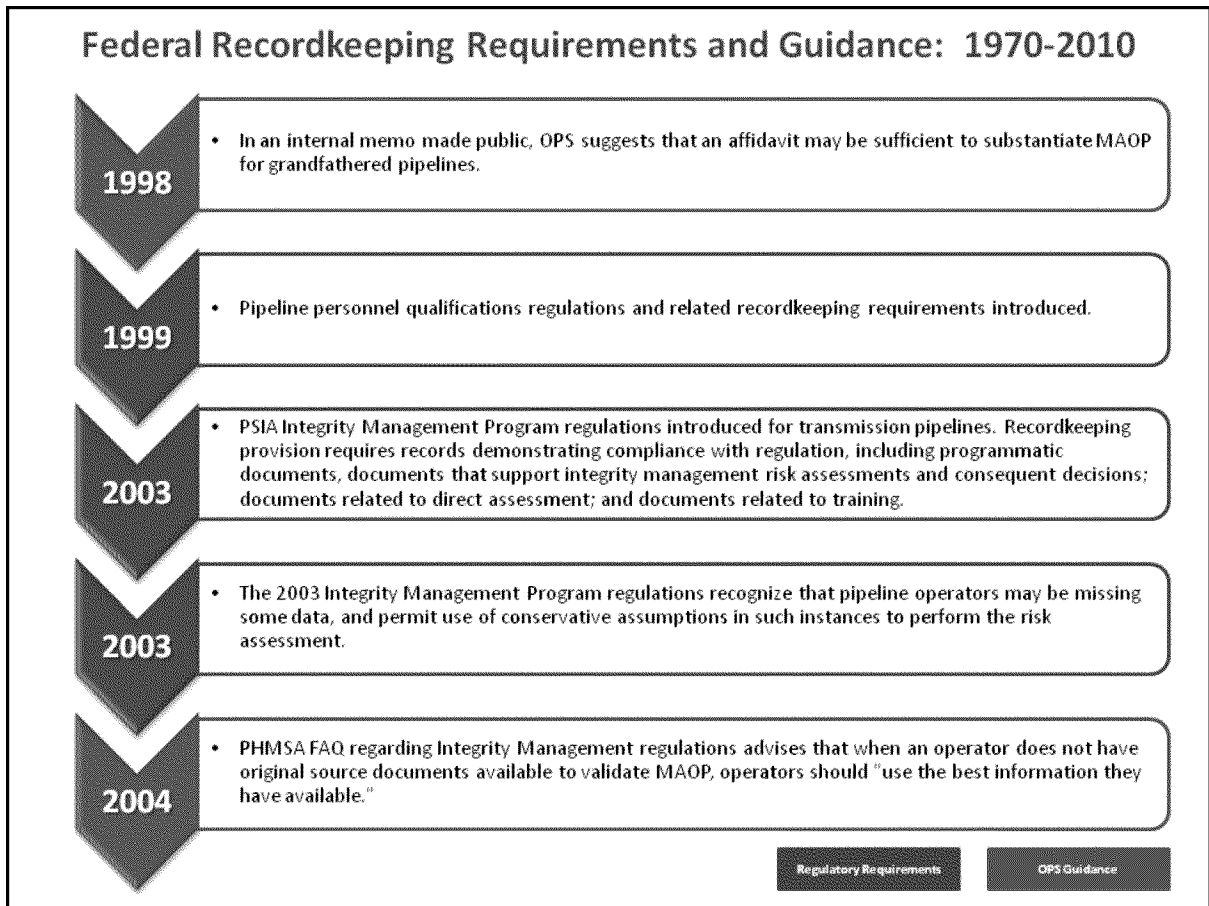 Federal Recordkeeping Requirements and Guidance: 1970-2010
1998
• In an internal memo made public, OPS suggests that an affidavit may be sufficient to substantiate MAOP
for grandfathered pipelines.
1999
• Pipeline personnel qualifications regulations and related recordkeeping requirements introduced.
2003
• PSIA Integrity Management Program regulations introduced for transmission pipelines. Recordkeeping
provision requires records demonstrating compliance with regulation, including programmatic
documents, documents that support integrity management risk assessments and consequent decisions;
documents related to direct assessment; and documents related to training.
2003
• The 2003 Integrity Management Program regulations recognize that pipeline operators may be missing
some data, and permit use of conservative assumptions in such instances to perform the risk
assessment.
2004
• PHMSA FAQ regarding Integrity Management regulations advises that when an operator does not have
original source documents available to validate MAOP, operators should "use the best information they
have available."
Regulatory Requirements
OPS Guidance